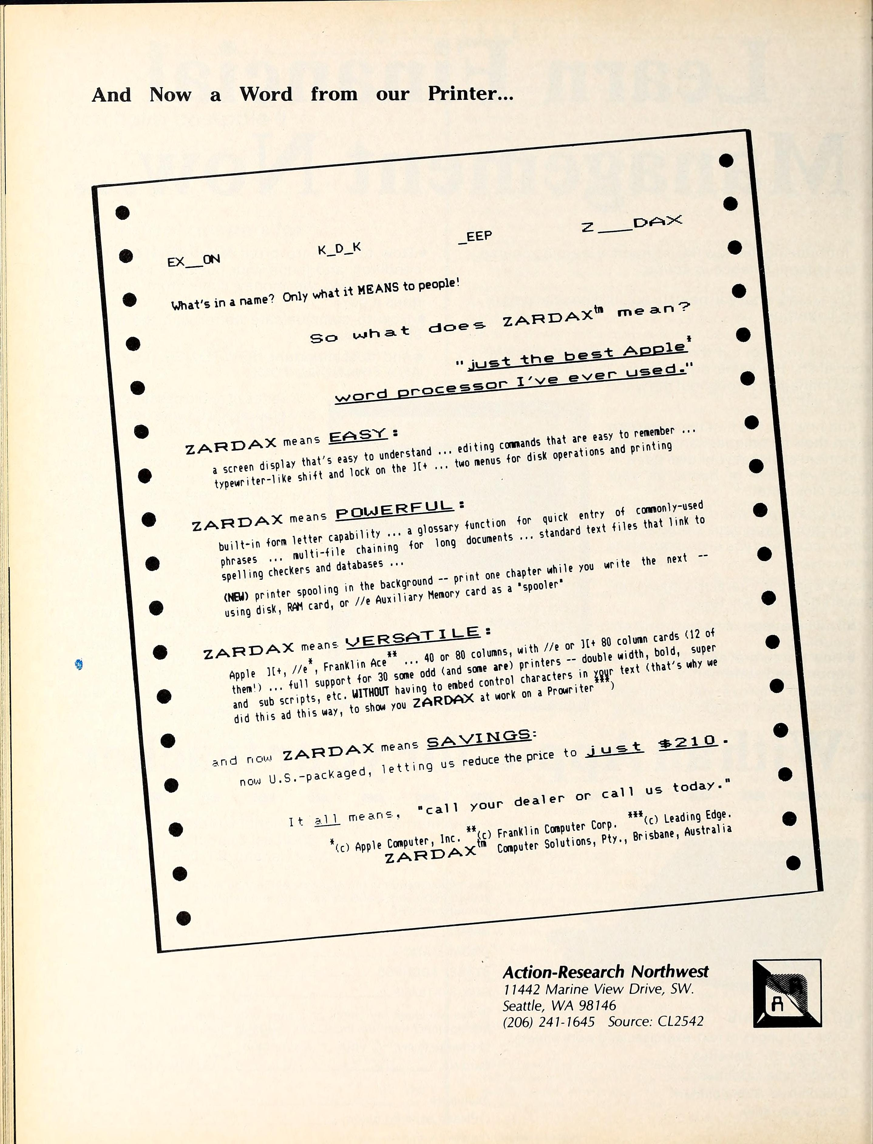 And Now a Word from our Printer...
EX__ON K_D_K _EEP Z___DAX
What's in a name? Only what it MEANS to people!
So what does ZARDAX™ mean?
"just the best Apple*
word processor I've ever used."
ZARDAX means EASY:
a screen display that's easy to understand ... editing commands that are easy to remember ...
typewriter-like shift and lock on the ][+ ... two menus for disk operations and printing
ZARDAX means POWERFUL:
built-in form letter capability ... a glossary function for quick entry of commonly-used
phrases ... multi-file chaining for long documents ... standard text files that link to
spelling checkers and databases ...
(NEW) printer spooling in the background -- print one chapter while you write the next --
using disk, RAM card, or //e Auxiliary Memory card as a "spooler"
ZARDAX means VERSATILE:
Apple ][+, //e*, Franklin Ace** ... 40 or 80 columns, with //e or ][+ 80 column cards (12 of
them!) ... full support for 30 some odd (and some are) printers -- double width, bold, super
and sub scripts, etc. WITHOUT having to embed control characters in your text (that's why we
did this ad this way, to show you ZARDAX at work on a Prowriter***)
and now ZARDAX means SAVINGS:
now U.S.-packaged, letting us reduce the price to just $210.
It all means, "call your dealer or call us today."
*(c) Apple Computer, Inc. **(c) Franklin Computer Corp. ***(c) Leading Edge.
ZARDAX™ Computer Solutions, Pty., Brisbane, Australia
Action-Research Northwest
11442 Marine View Drive, SW.
Seattle, WA 98146
(206) 241-1645 Source: CL2542